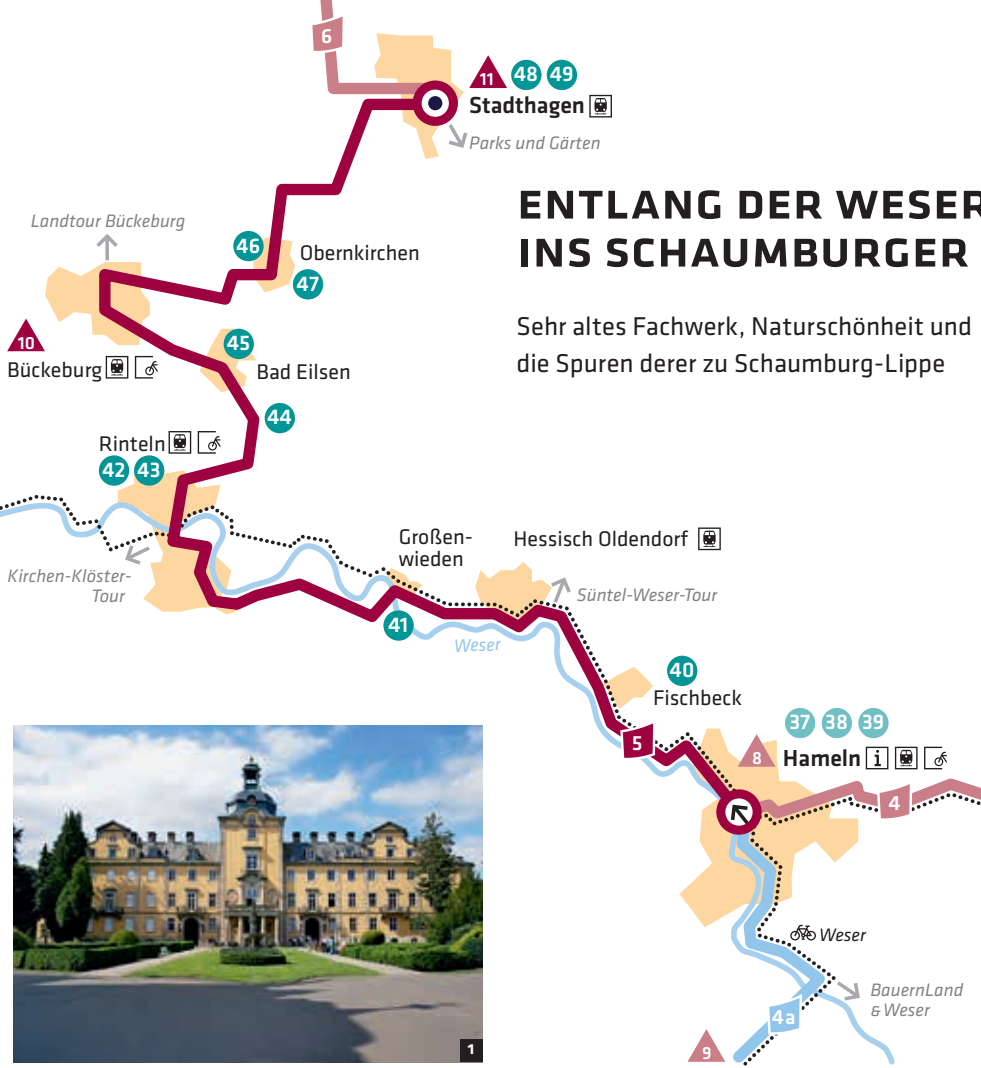 6
11 48 49
Stadthagen
Parks und Gärten
ENTLANG DER WESER
INS SCHAUMBURGER
Sehr altes Fachwerk, Naturschönheit und
die Spuren derer zu Schaumburg-Lippe
Landtour Bückeburg
46
Obernkirchen
47
10
Bückeburg
45
Bad Eilsen
44
Rinteln
42 43
Kirchen-Klöster-
Tour
Großen-
wieden
41
Hessisch Oldendorf
Süntel-Weser-Tour
Weser
40
Fischbeck
5
37 38 39
8
Hameln i
4
Weser
BauernLand
& Weser
4a
9
1